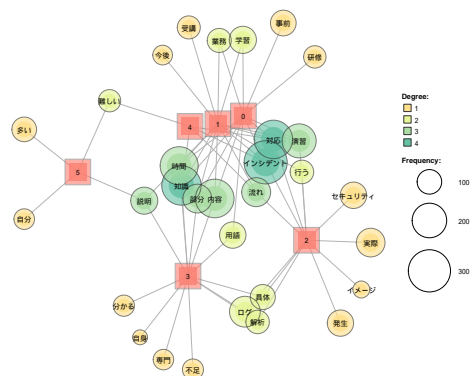 事前
受講
業務
学習
今後
研修
難しい
4
1
0
対応
演習
インシデント
時間
行う
多い
5
知識
部分
内容
流れ
説明
セキュリティ
自分
用語
2
実際
3
イメージ
具体
分かる
ログ
解析
発生
自身
専門
不足
Degree:
1
2
3
4
Frequency:
100
200
300